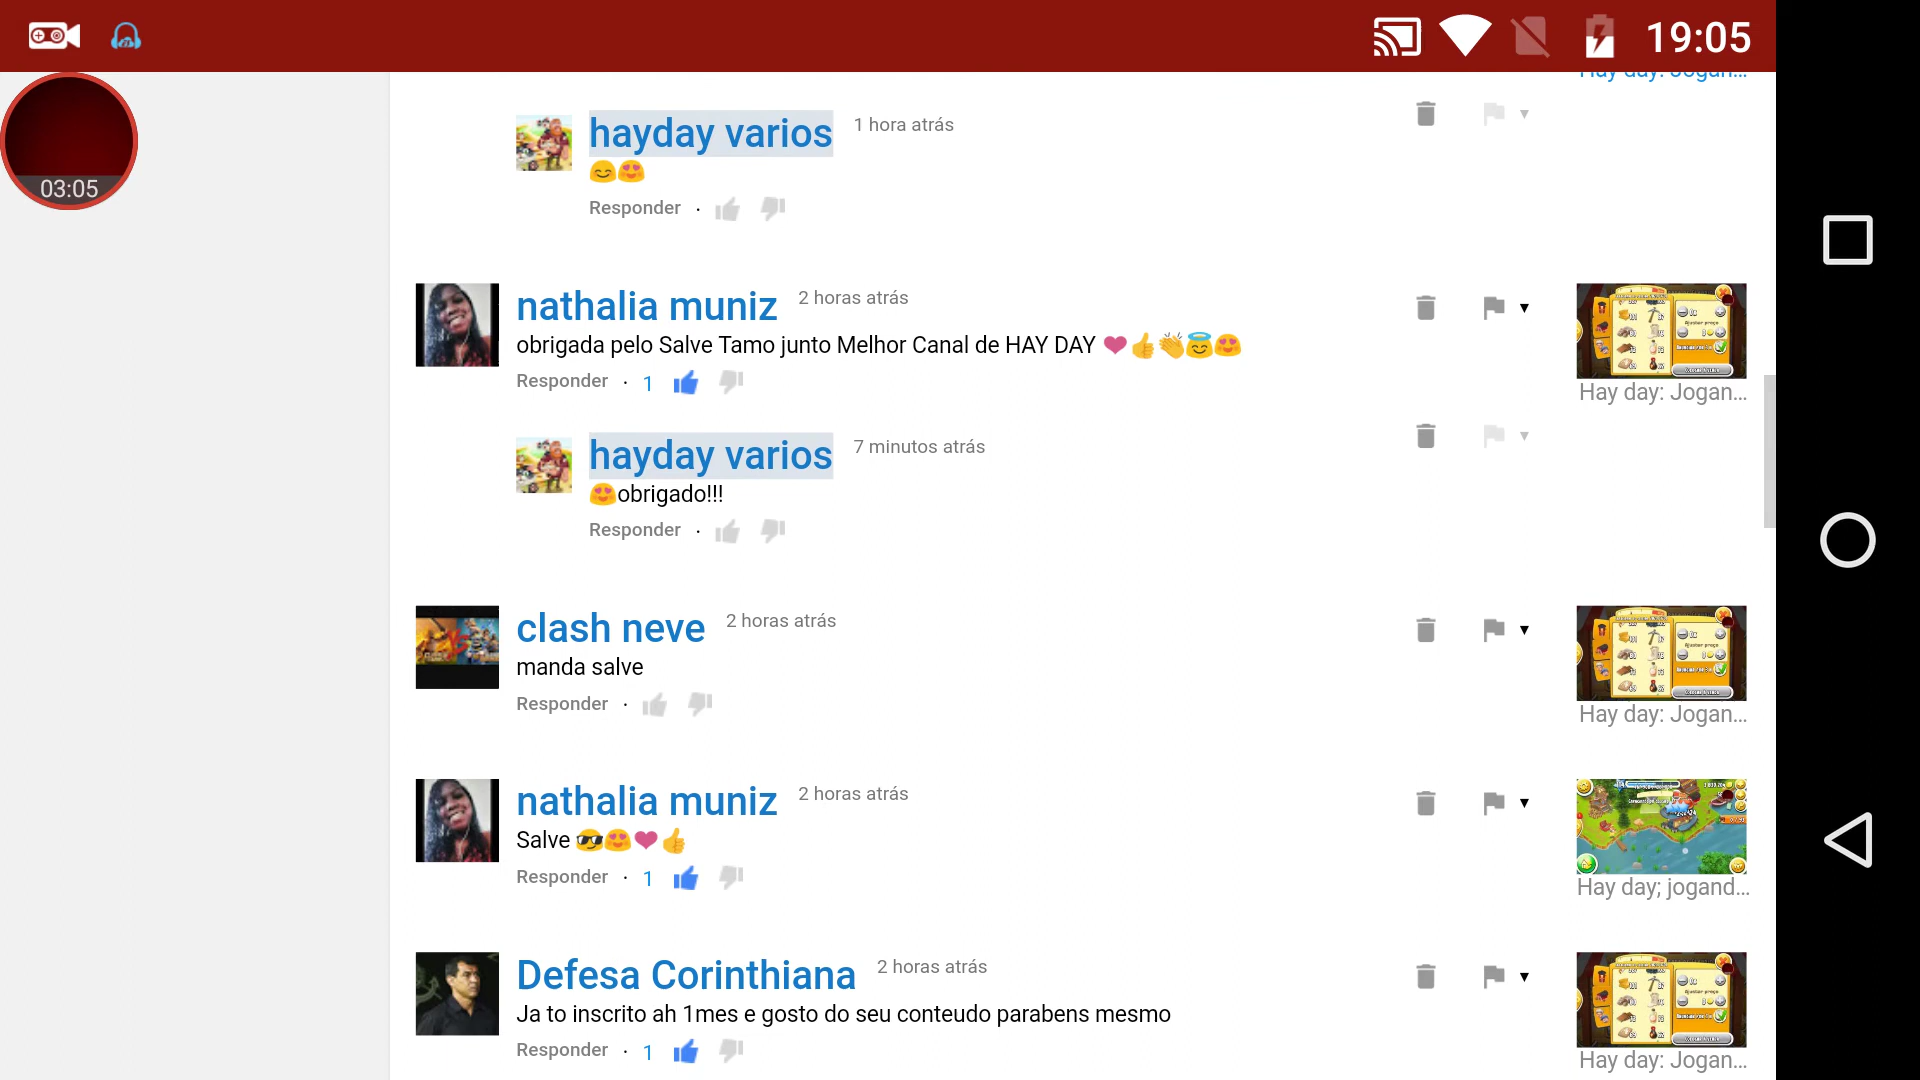 19:05
03:05
Hay day: Jogan...
hayday varios 1 hora atrás
😊😍
Responder ·
nathalia muniz 2 horas atrás
obrigada pelo Salve Tamo junto Melhor Canal de HAY DAY ❤👍👏😇😍
Responder · 1
Hay day: Jogan...
hayday varios 7 minutos atrás
😍obrigado!!!
Responder ·
clash neve 2 horas atrás
manda salve
Responder ·
Hay day: Jogan...
nathalia muniz 2 horas atrás
Salve 😎😍❤👍
Responder · 1
Hay day; jogand...
Defesa Corinthiana 2 horas atrás
Ja to inscrito ah 1mes e gosto do seu conteudo parabens mesmo
Responder · 1
Hay day: Jogan...